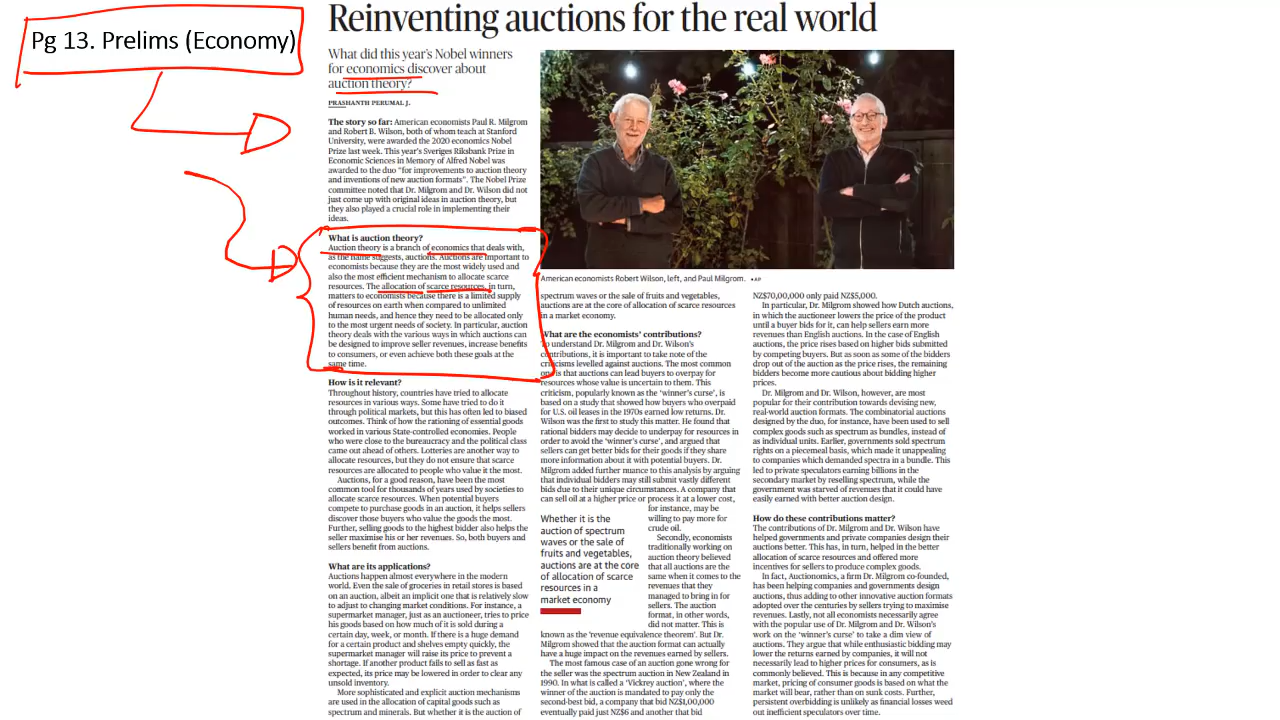 Pg 13. Prelims (Economy)
Reinventing auctions for the real world
What did this year's Nobel winners
for economics discover about
auction theory?
PRASHANTH PERUMAL J.
The story so far: American economists Paul R. Milgrom
and Robert B. Wilson, both of whom teach at Stanford
University, were awarded the 2020 economics Nobel
Prize last week. This year's Sveriges Riksbank Prize in
Economic Sciences in Memory of Alfred Nobel was
awarded to the duo "for improvements to auction theory
and inventions of new auction formats". The Nobel Prize
committee noted that Dr. Milgrom and Dr. Wilson did not
just come up with original ideas in auction theory, but
they also played a crucial role in implementing their
ideas.
What is auction theory?
Auction theory is a branch of economics that deals with,
as the name suggests, auctions. Auctions are important to
economists because they are the most widely used and
also the most efficient mechanism to allocate scarce
resources. The allocation of scarce resources, in turn,
matters to economists because there is a limited supply
of resources on earth when compared to unlimited
human needs, and hence they need to be allocated only
to the most urgent needs of society. In particular, auction
theory deals with the various ways in which auctions can
be designed to improve seller revenues, increase benefits
to consumers, or even achieve both these goals at the
same time.
How is it relevant?
Throughout history, countries have tried to allocate
resources in various ways. Some have tried to do it
through political markets, but this has often led to biased
outcomes. Think of how the rationing of essential goods
worked in various State-controlled economies. People
who were close to the bureaucracy and the political class
came out ahead of others. Lotteries are another way to
allocate resources, but they do not ensure that scarce
resources are allocated to people who value it the most.
Auctions, for a good reason, have been the most
common tool for thousands of years used by societies to
allocate scarce resources. When potential buyers
compete to purchase goods in an auction, it helps sellers
discover those buyers who value the goods the most.
Further, selling goods to the highest bidder also helps the
seller maximise his or her revenues. So, both buyers and
sellers benefit from auctions.
What are its applications?
Auctions happen almost everywhere in the modern
world. Even the sale of groceries in retail stores is based
on an auction, albeit an implicit one that is relatively slow
to adjust to changing market conditions. For instance, a
supermarket manager, just as an auctioneer, tries to price
his goods based on how much of it is sold during a
certain day, week, or month. If there is a huge demand
for a certain product and shelves empty quickly, the
supermarket manager will raise its price to prevent a
shortage. If another product fails to sell as fast as
expected, its price may be lowered in order to clear any
unsold inventory.
More sophisticated and explicit auction mechanisms
are used in the allocation of capital goods such as
spectrum and minerals. But whether it is the auction of
American economists Robert Wilson, left, and Paul Milgrom. •AP
spectrum waves or the sale of fruits and vegetables,
auctions are at the core of allocation of scarce resources
in a market economy.
What are the economists' contributions?
To understand Dr. Milgrom and Dr. Wilson's
contributions, it is important to take note of the
criticisms levelled against auctions. The most common
one is that auctions can lead buyers to overpay for
resources whose value is uncertain to them. This
criticism, popularly known as the 'winner's curse', is
based on a study that showed how buyers who overpaid
for U.S. oil leases in the 1970s earned low returns. Dr.
Wilson was the first to study this matter. He found that
rational bidders may decide to underpay for resources in
order to avoid the 'winner's curse', and argued that
sellers can get better bids for their goods if they share
more information about it with potential buyers. Dr.
Milgrom added further nuance to this analysis by arguing
that individual bidders may still submit vastly different
bids due to their unique circumstances. A company that
can sell oil at a higher price or process it at a lower cost,
for instance, may be
willing to pay more for
crude oil.
Secondly, economists
traditionally working on
auction theory believed
that all auctions are the
same when it comes to the
revenues that they
managed to bring in for
sellers. The auction
format, in other words,
did not matter. This is
Whether it is the
auction of spectrum
waves or the sale of
fruits and vegetables,
auctions are at the core
of allocation of scarce
resources in a
market economy
known as the 'revenue equivalence theorem'. But Dr.
Milgrom showed that the auction format can actually
have a huge impact on the revenues earned by sellers.
The most famous case of an auction gone wrong for
the seller was the spectrum auction in New Zealand in
1990. In what is called a 'Vickrey auction', where the
winner of the auction is mandated to pay only the
second-best bid, a company that bid NZ$1,00,000
eventually paid just NZ$6 and another that bid
NZ$70,00,000 only paid NZ$5,000.
In particular, Dr. Milgrom showed how Dutch auctions,
in which the auctioneer lowers the price of the product
until a buyer bids for it, can help sellers earn more
revenues than English auctions. In the case of English
auctions, the price rises based on higher bids submitted
by competing buyers. But as soon as some of the bidders
drop out of the auction as the price rises, the remaining
bidders become more cautious about bidding higher
prices.
Dr. Milgrom and Dr. Wilson, however, are most
popular for their contribution towards devising new,
real-world auction formats. The combinatorial auctions
designed by the duo, for instance, have been used to sell
complex goods such as spectrum as bundles, instead of
as individual units. Earlier, governments sold spectrum
rights on a piecemeal basis, which made it unappealing
to companies which demanded spectra in a bundle. This
led to private speculators earning billions in the
secondary market by reselling spectrum, while the
government was starved of revenues that it could have
easily earned with better auction design.
How do these contributions matter?
The contributions of Dr. Milgrom and Dr. Wilson have
helped governments and private companies design their
auctions better. This has, in turn, helped in the better
allocation of scarce resources and offered more
incentives for sellers to produce complex goods.
In fact, Auctionomics, a firm Dr. Milgrom co-founded,
has been helping companies and governments design
auctions, thus adding to other innovative auction formats
adopted over the centuries by sellers trying to maximise
revenues. Lastly, not all economists necessarily agree
with the popular use of Dr. Milgrom and Dr. Wilson's
work on the 'winner's curse' to take a dim view of
auctions. They argue that while enthusiastic bidding may
lower the returns earned by companies, it will not
necessarily lead to higher prices for consumers, as is
commonly believed. This is because in any competitive
market, pricing of consumer goods is based on what the
market will bear, rather than on sunk costs. Further,
persistent overbidding is unlikely as financial losses weed
out inefficient speculators over time.